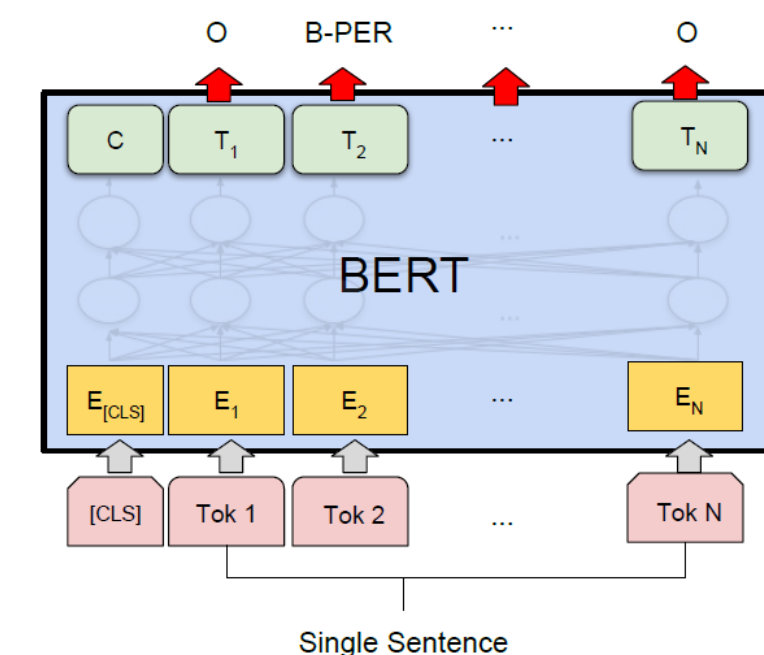 O B-PER ... O
C T1 T2 ... TN
...
BERT
...
E[CLS] E1 E2 ... EN
[CLS] Tok 1 Tok 2 ... Tok N
Single Sentence